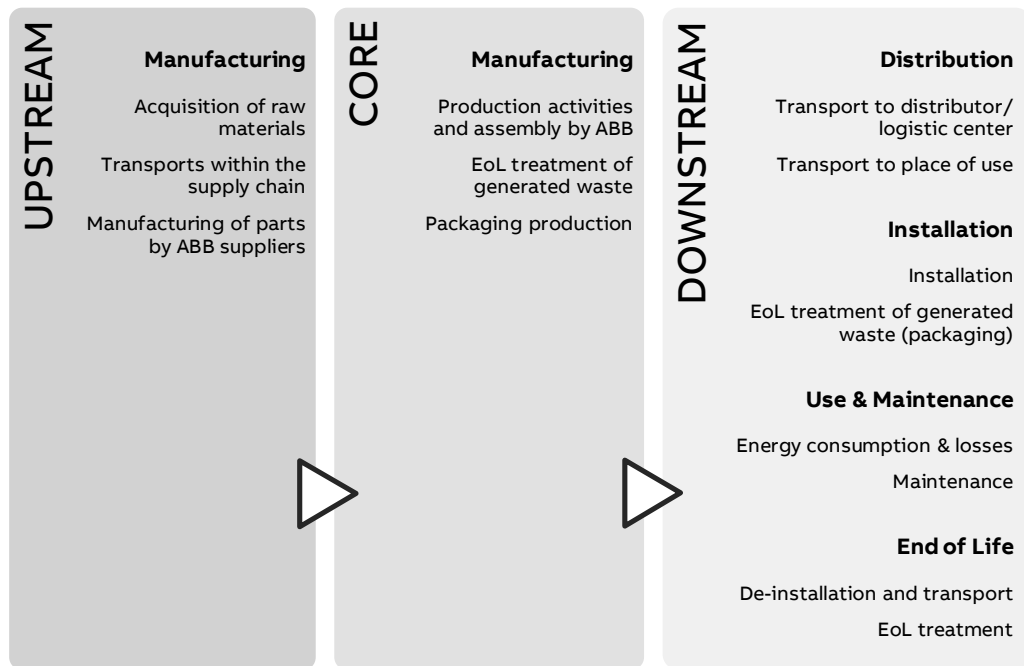 UPSTREAM
Manufacturing
Acquisition of raw
materials
Transports within the
supply chain
Manufacturing of parts
by ABB suppliers
CORE
Manufacturing
Production activities
and assembly by ABB
EoL treatment of
generated waste
Packaging production
DOWNSTREAM
Distribution
Transport to distributor/
logistic center
Transport to place of use
Installation
Installation
EoL treatment of generated
waste (packaging)
Use & Maintenance
Energy consumption & losses
Maintenance
End of Life
De-installation and transport
EoL treatment